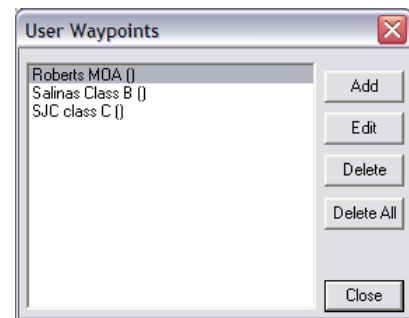 User Waypoints
Roberts MOA ()
Salinas Class B ()
SJC class C ()
Add
Edit
Delete
Delete All
Close